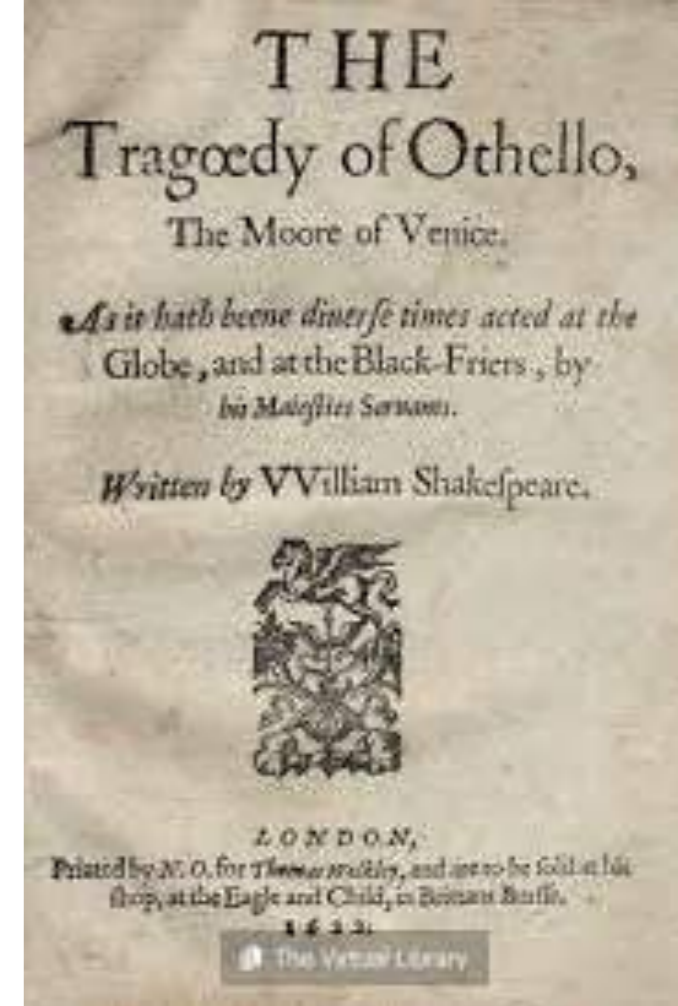 THE
Tragœdy of Othello,
The Moore of Venice.
As it hath beene diuerſe times acted at the
Globe, and at the Black-Friers, by
his Maieſties Seruants.
Written by VVilliam Shakeſpeare.
LONDON,
Printed by N. O. for Thomas Walkley, and are to be ſold at his
ſhop, at the Eagle and Child, in Brittans Burſſe.
1622.
The Virtual Library